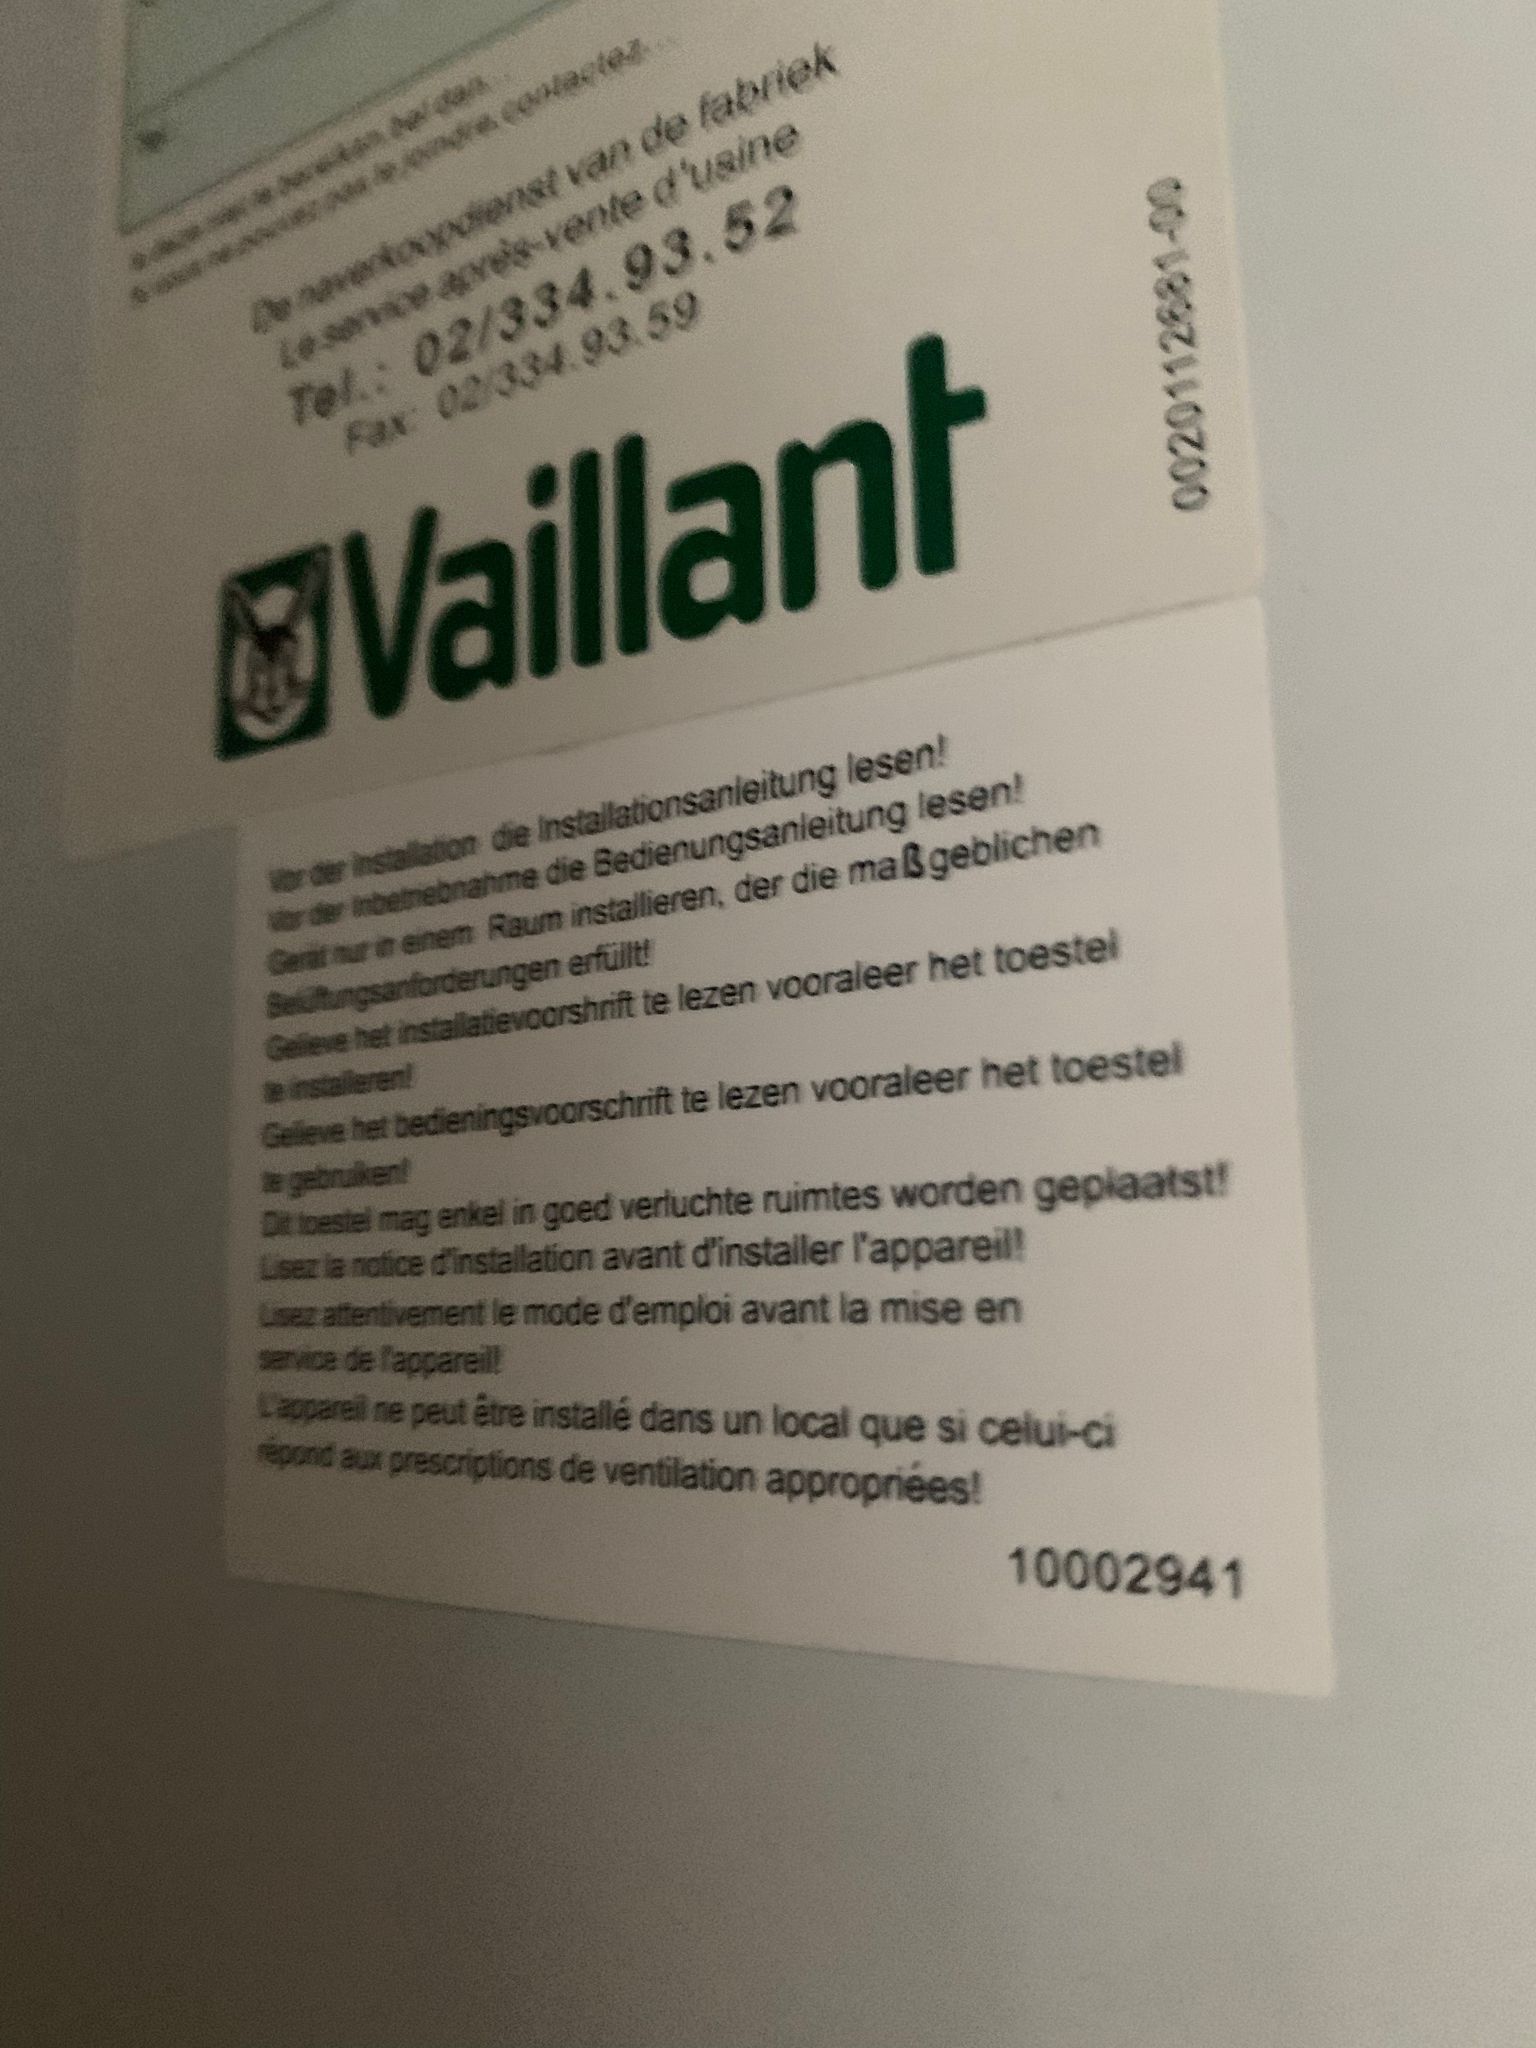 te bereiken, bel dan...
contactez...
De naverkoopdienst van de fabriek
Le service après-vente d'usine
Tel.: 02/334.93.52
Fax: 02/334.93.59
Vaillant
0020112681-00
Vor der Installation die Installationsanleitung lesen!
Vor der Inbetriebnahme die Bedienungsanleitung lesen!
Gerät nur in einem Raum installieren, der die maßgeblichen
Belüftungsanforderungen erfüllt!
Gelieve het installatievoorshrift te lezen vooraleer het toestel
te installeren!
Gelieve het bedieningsvoorschrift te lezen vooraleer het toestel
te gebruiken!
Dit toestel mag enkel in goed verluchte ruimtes worden geplaatst!
Lisez la notice d'installation avant d'installer l'appareil!
Lisez attentivement le mode d'emploi avant la mise en
service de l'appareil!
L'appareil ne peut être installé dans un local que si celui-ci
répond aux prescriptions de ventilation appropriées!
10002941